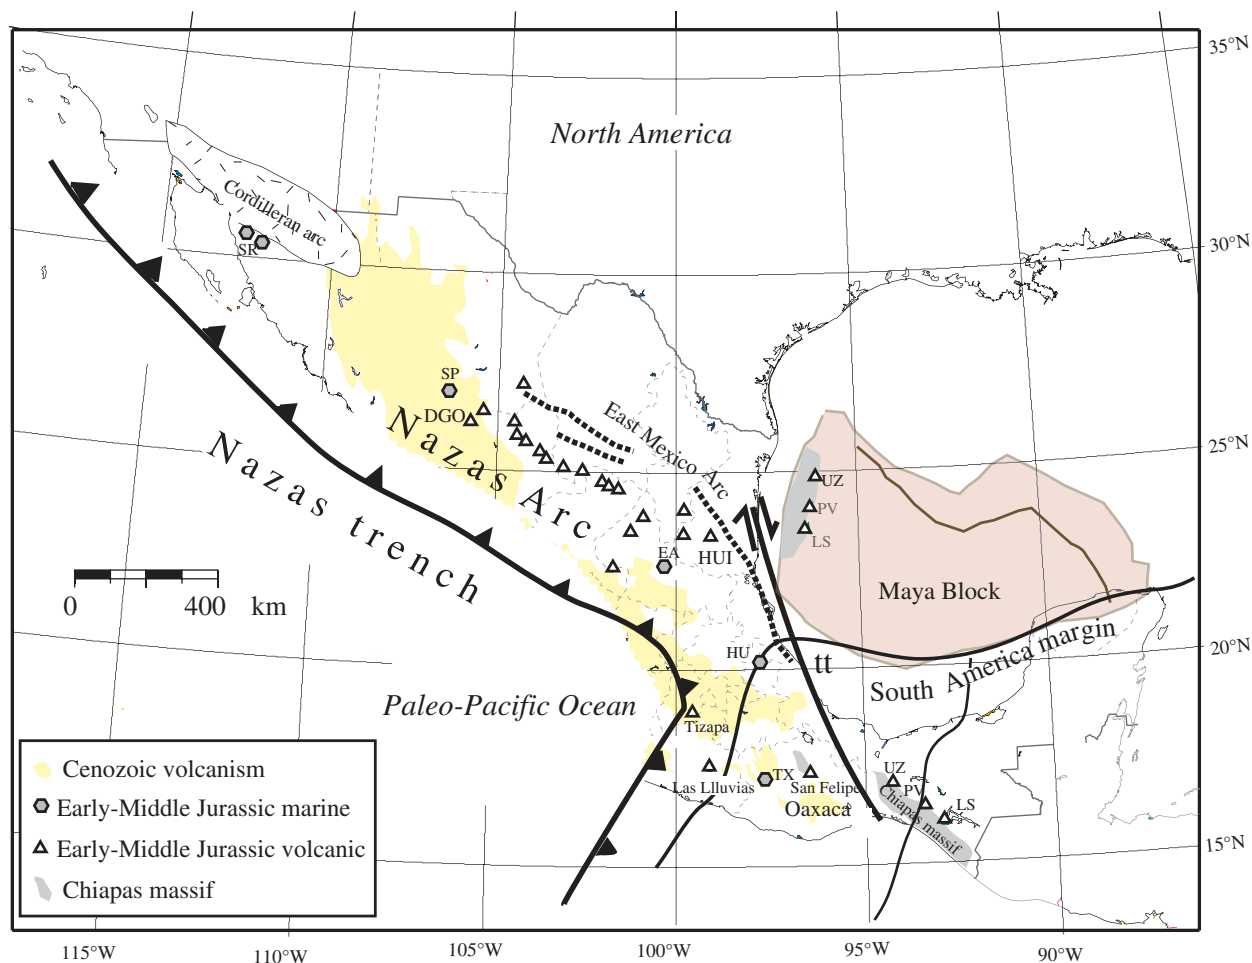 35°N
North America
Cordilleran arc
SR
30°N
SP
DGO
Nazas Arc
East Mexico Arc
25°N
UZ
PV
LS
Nazas trench
EA
HUI
Maya Block
0 400 km
HU
tt
South America margin
20°N
Paleo-Pacific Ocean
Tizapa
Las Llluvias
TX
San Felipe
Oaxaca
UZ
PV
LS
Chiapas massif
15°N
Cenozoic volcanism
Early-Middle Jurassic marine
Early-Middle Jurassic volcanic
Chiapas massif
115°W
110°W
105°W
100°W
95°W
90°W